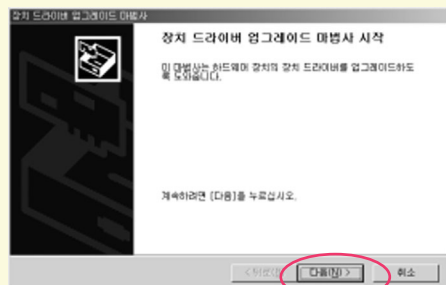 장치 드라이버 업그레이드 마법사
장치 드라이버 업그레이드 마법사 시작
이 마법사는 하드웨어 장치의 장치 드라이버를 업그레이드하도
록 도와줍니다.
계속하려면 [다음]을 누르십시오.
다음(N) >
취소